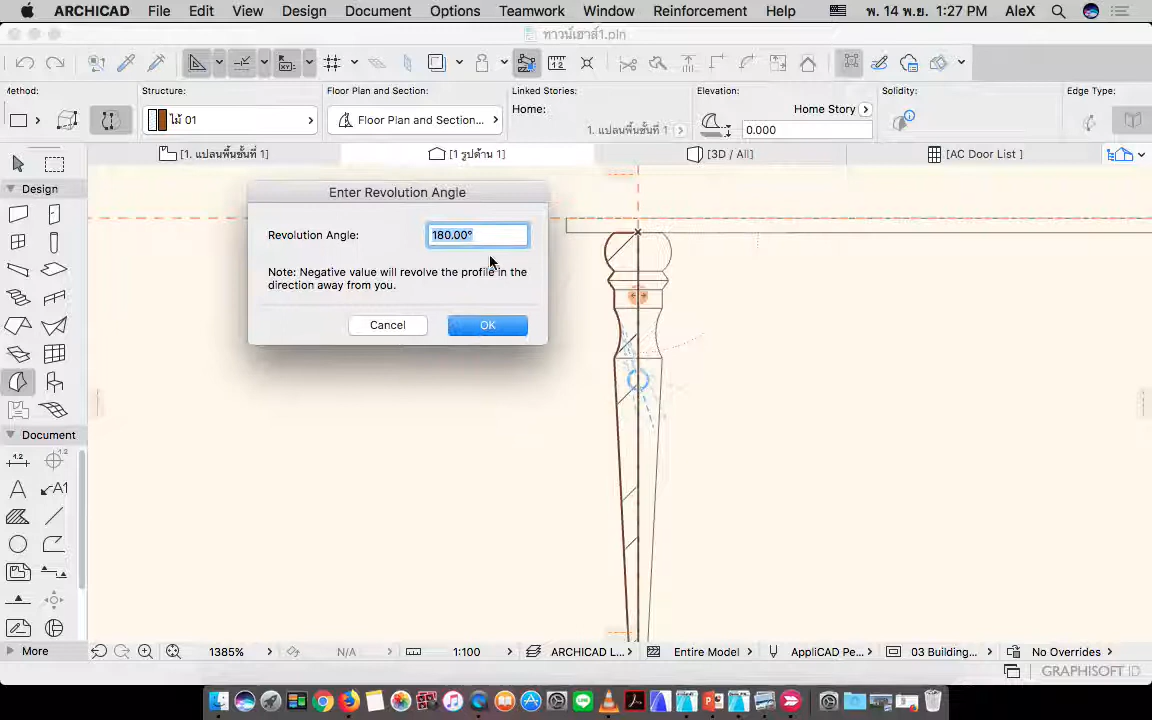 ARCHICAD File Edit View Design Document Options Teamwork Window Reinforcement Help พ. 14 พ.ย. 1:27 PM AleX
ทาวน์เฮาส์1.pln
Method:
Structure:
Floor Plan and Section:
Linked Stories:
Elevation:
Solidity:
Edge Type:
Home:
Home Story
ไม้ 01
Floor Plan and Section...
1. แปลนพื้นชั้นที่ 1
0.000
[1. แปลนพื้นชั้นที่ 1]
[1 รูปด้าน 1]
[3D / All]
[AC Door List ]
Design
Enter Revolution Angle
Revolution Angle:
180.00°
Note: Negative value will revolve the profile in the
direction away from you.
Cancel
OK
Document
1.2
1.2
A
A1
More
1385%
N/A
1:100
ARCHICAD L...
Entire Model
AppliCAD Pe...
03 Building...
No Overrides
GRAPHISOFT ID